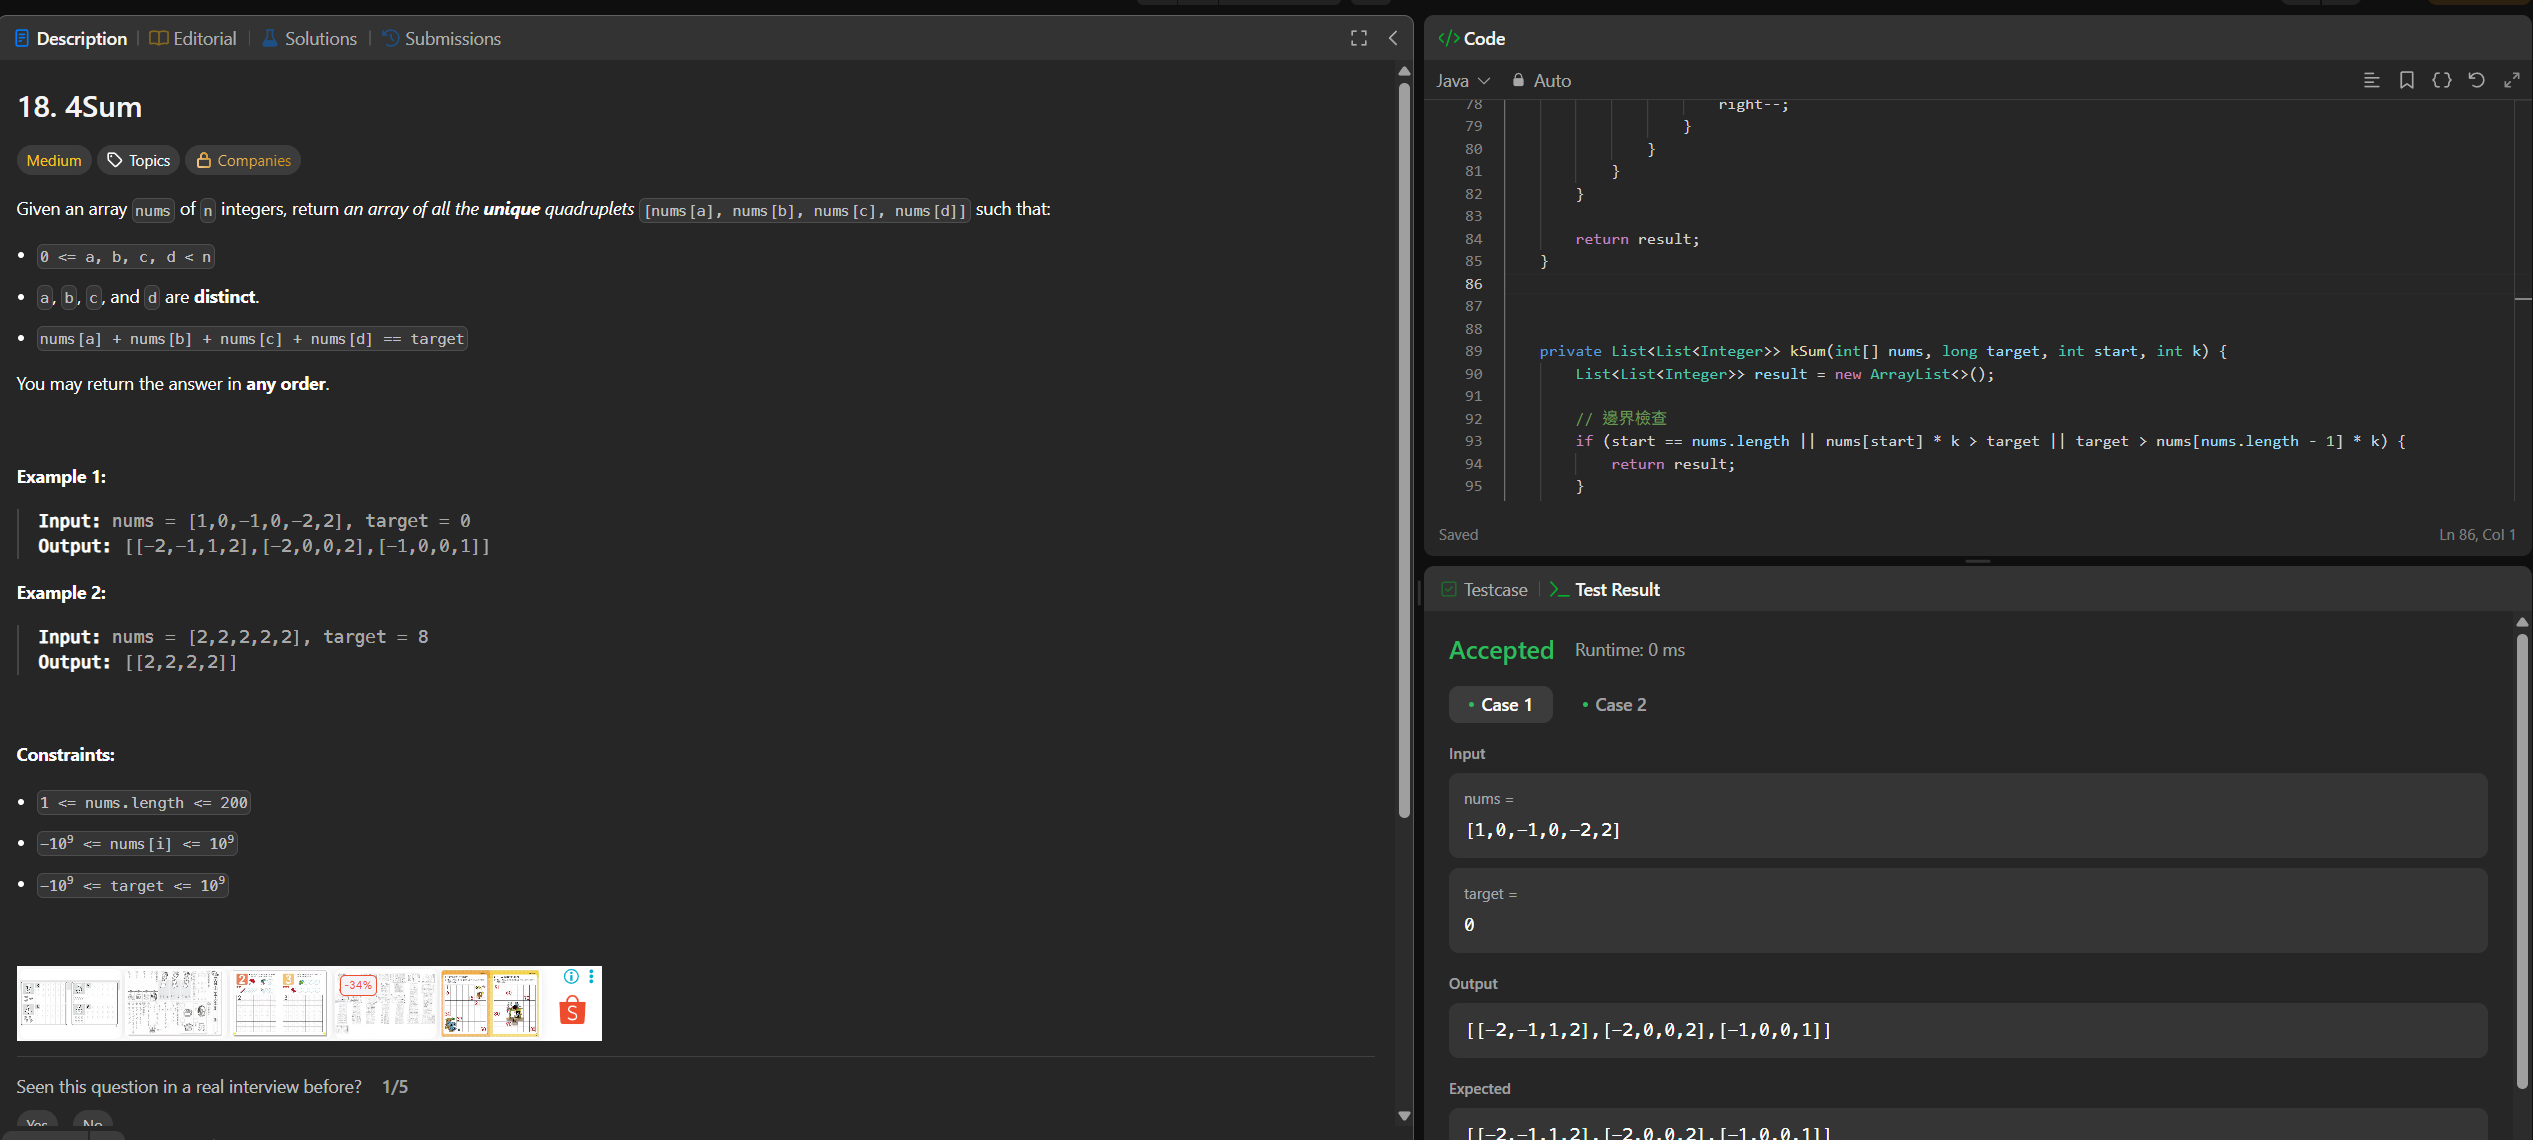 Description
Editorial
Solutions
Submissions
18. 4Sum
Medium
Topics
Companies
Given an array nums of n integers, return an array of all the unique quadruplets [nums[a], nums[b], nums[c], nums[d]] such that:
• 0 <= a, b, c, d < n
• a, b, c, and d are distinct.
• nums[a] + nums[b] + nums[c] + nums[d] == target
You may return the answer in any order.
Example 1:
Input: nums = [1,0,-1,0,-2,2], target = 0
Output: [[-2,-1,1,2],[-2,0,0,2],[-1,0,0,1]]
Example 2:
Input: nums = [2,2,2,2,2], target = 8
Output: [[2,2,2,2]]
Constraints:
• 1 <= nums.length <= 200
• -10⁹ <= nums[i] <= 10⁹
• -10⁹ <= target <= 10⁹
-34%
S
Seen this question in a real interview before? 1/5
Yes
No
</> Code
Java
Auto
78 right--;
79 }
80 }
81 }
82 }
83
84 return result;
85 }
86
87
88
89 private List<List<Integer>> kSum(int[] nums, long target, int start, int k) {
90 List<List<Integer>> result = new ArrayList<>();
91
92 // 邊界檢查
93 if (start == nums.length || nums[start] * k > target || target > nums[nums.length - 1] * k) {
94 return result;
95 }
Saved
Ln 86, Col 1
Testcase
>_ Test Result
Accepted
Runtime: 0 ms
• Case 1
• Case 2
Input
nums =
[1,0,-1,0,-2,2]
target =
0
Output
[[-2,-1,1,2],[-2,0,0,2],[-1,0,0,1]]
Expected
[[-2,-1,1,2],[-2,0,0,2],[-1,0,0,1]]